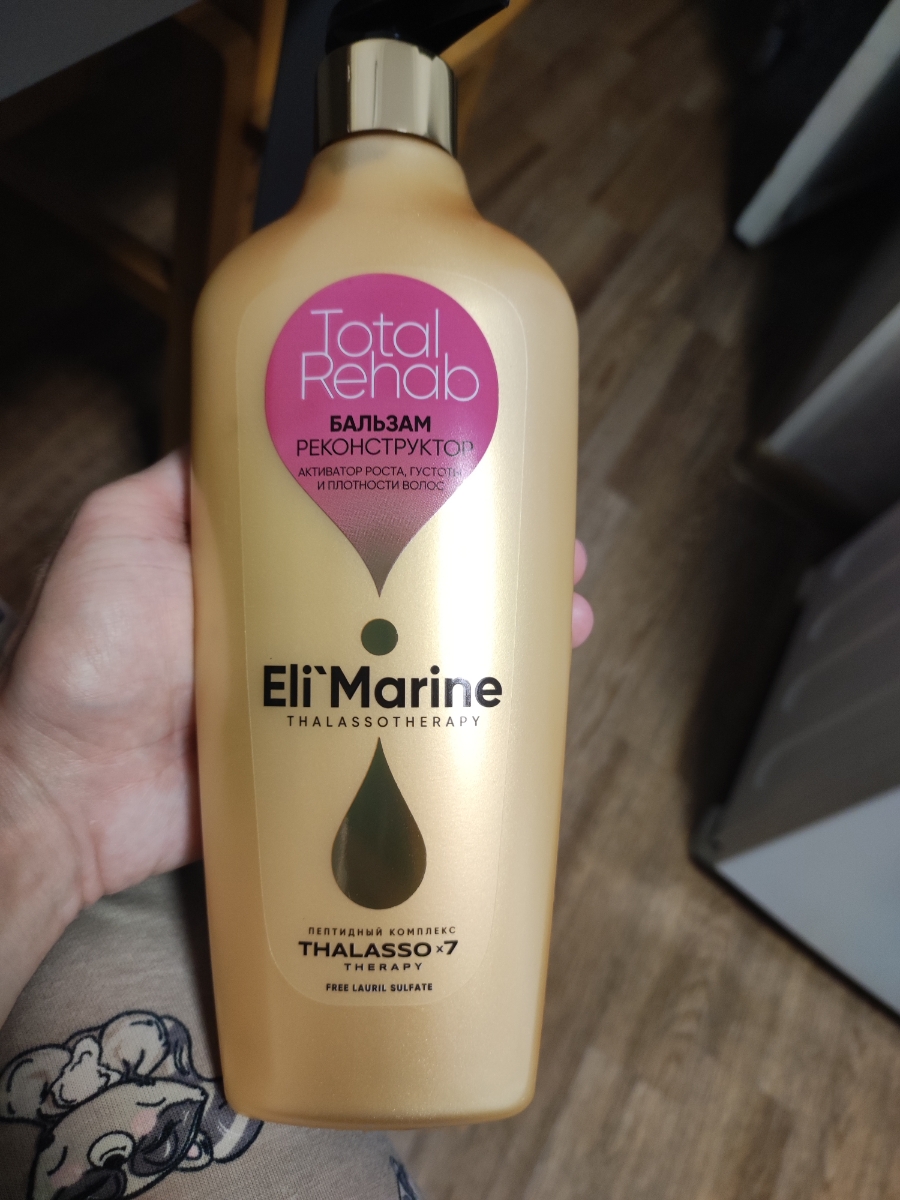 Total
Rehab
БАЛЬЗАМ
РЕКОНСТРУКТОР
АКТИВАТОР РОСТА, ГУСТОТЫ
И ПЛОТНОСТИ ВОЛОС
Eli`Marine
THALASSOTHERAPY
ПЕПТИДНЫЙ КОМПЛЕКС
THALASSO x7
THERAPY
FREE LAURIL SULFATE